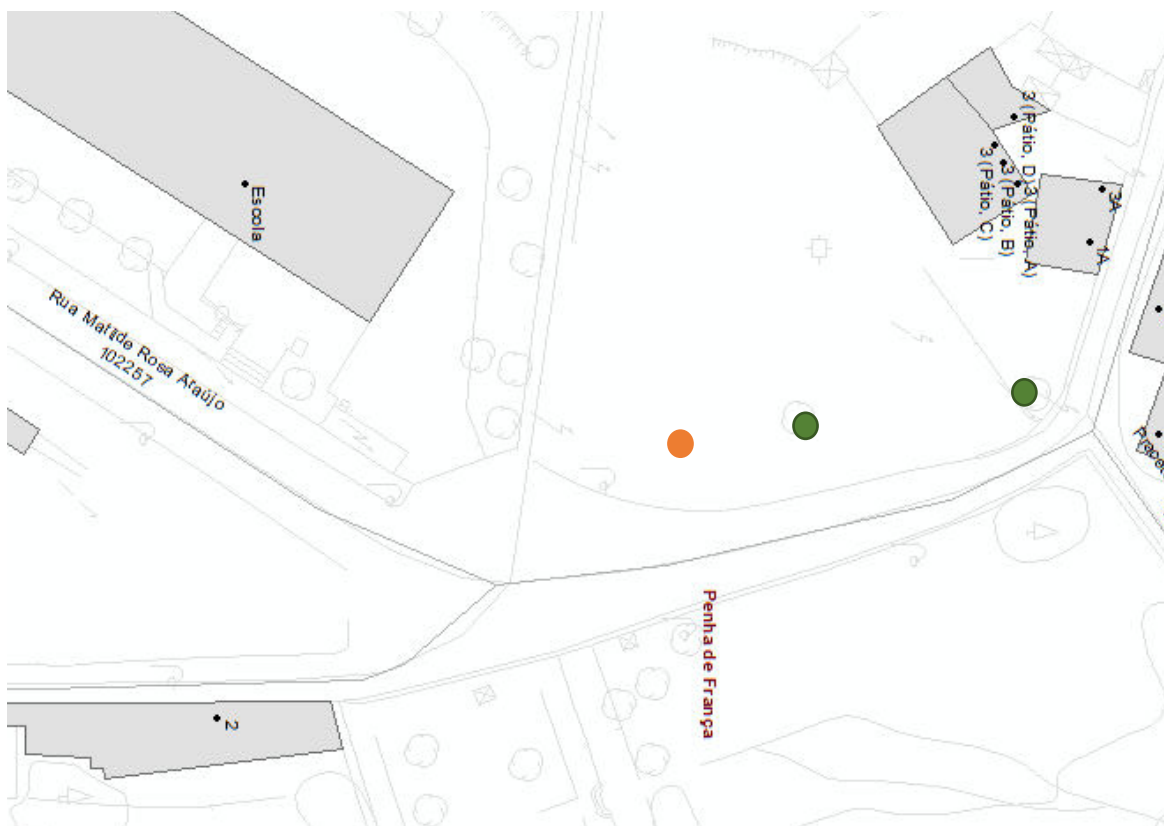 3 (Pátio, D)
3 (Pátio, A)
3 (Pátio, B)
3 (Pátio, C)
3A
1A
Escola
Rua Matilde Rosa Araújo
102257
Penha de França
2